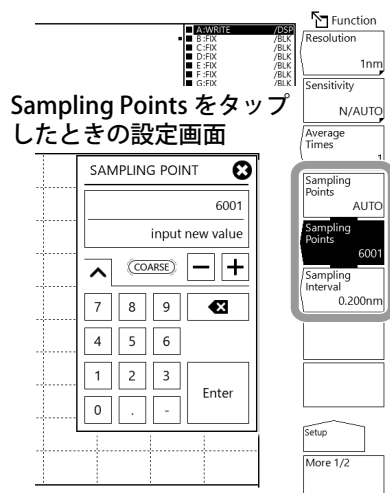 Function
A:WRITE /DSP
B:FIX /BLK
C:FIX /BLK
D:FIX /BLK
E:FIX /BLK
F:FIX /BLK
G:FIX /BLK
Resolution
1nm
Sensitivity
N/AUTO
Average
Times
1
Sampling
Points
AUTO
Sampling
Points
6001
Sampling
Interval
0.200nm
Setup
More 1/2
Sampling Points をタップ
したときの設定画面
SAMPLING POINT
6001
input new value
COARSE
7 8 9
4 5 6
1 2 3
Enter
0 . -